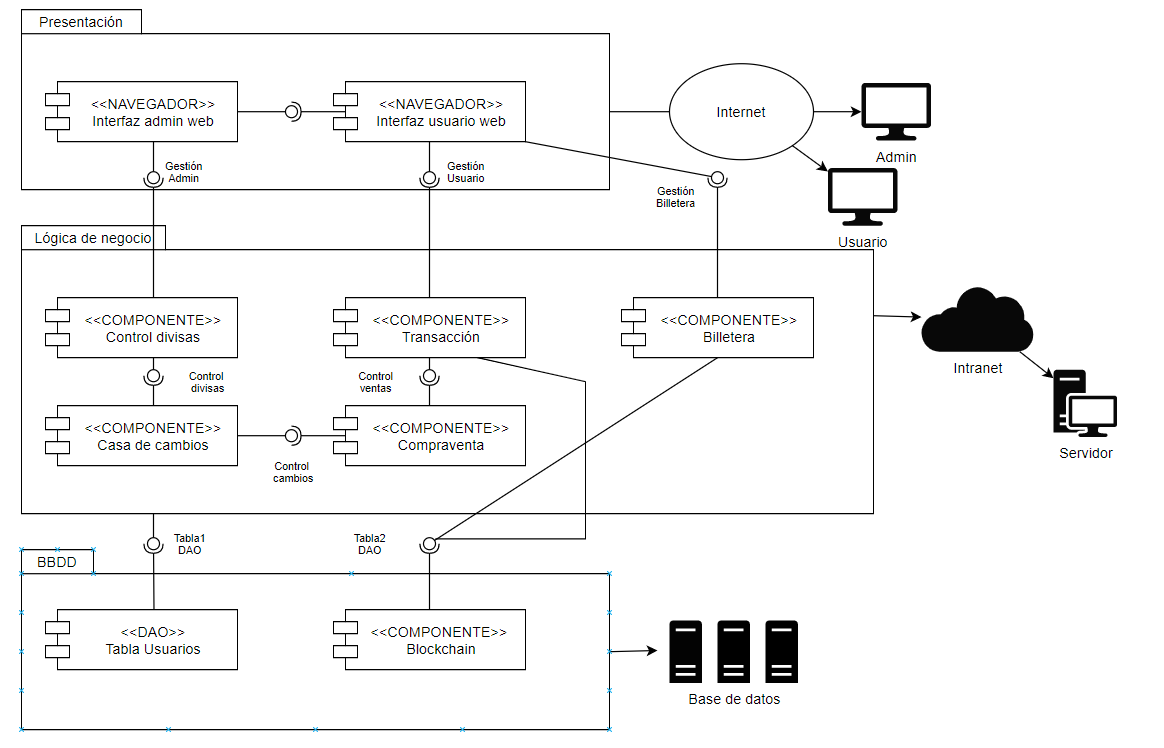 Presentación
<<NAVEGADOR>>
Interfaz admin web
<<NAVEGADOR>>
Interfaz usuario web
Internet
Admin
Gestión
Admin
Gestión
Usuario
Gestión
Billetera
Usuario
Lógica de negocio
<<COMPONENTE>>
Control divisas
<<COMPONENTE>>
Transacción
<<COMPONENTE>>
Billetera
Intranet
Control
divisas
Control
ventas
<<COMPONENTE>>
Casa de cambios
<<COMPONENTE>>
Compraventa
Servidor
Control
cambios
Tabla1
DAO
Tabla2
DAO
BBDD
<<DAO>>
Tabla Usuarios
<<COMPONENTE>>
Blockchain
Base de datos